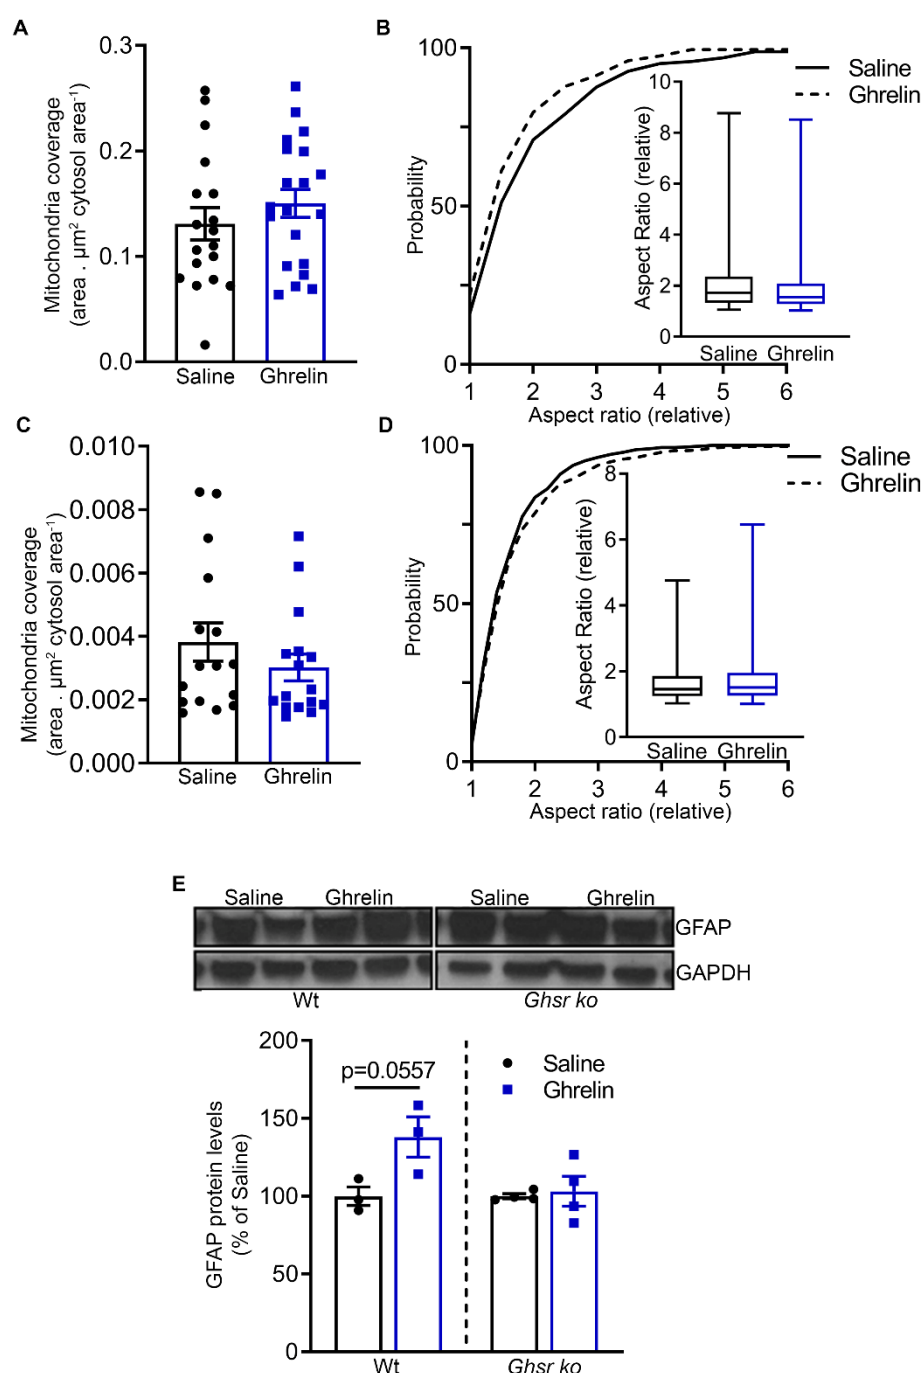 A
Mitochondria coverage
(area . µm² cytosol area⁻¹)
0.3
0.2
0.1
0.0
Saline Ghrelin
B
Probability
100
50
0
1 2 3 4 5 6
Aspect ratio (relative)
Saline
Ghrelin
Aspect Ratio (relative)
10
8
6
4
2
0
Saline Ghrelin
C
Mitochondria coverage
(area . µm² cytosol area⁻¹)
0.010
0.008
0.006
0.004
0.002
0.000
Saline Ghrelin
D
Probability
100
50
0
1 2 3 4 5 6
Aspect ratio (relative)
Saline
Ghrelin
Aspect Ratio (relative)
8
6
4
2
0
Saline Ghrelin
E
Saline Ghrelin Saline Ghrelin
GFAP
GAPDH
Wt Ghsr ko
GFAP protein levels
(% of Saline)
200
150
100
50
0
p=0.0557
Saline
Ghrelin
Wt Ghsr ko